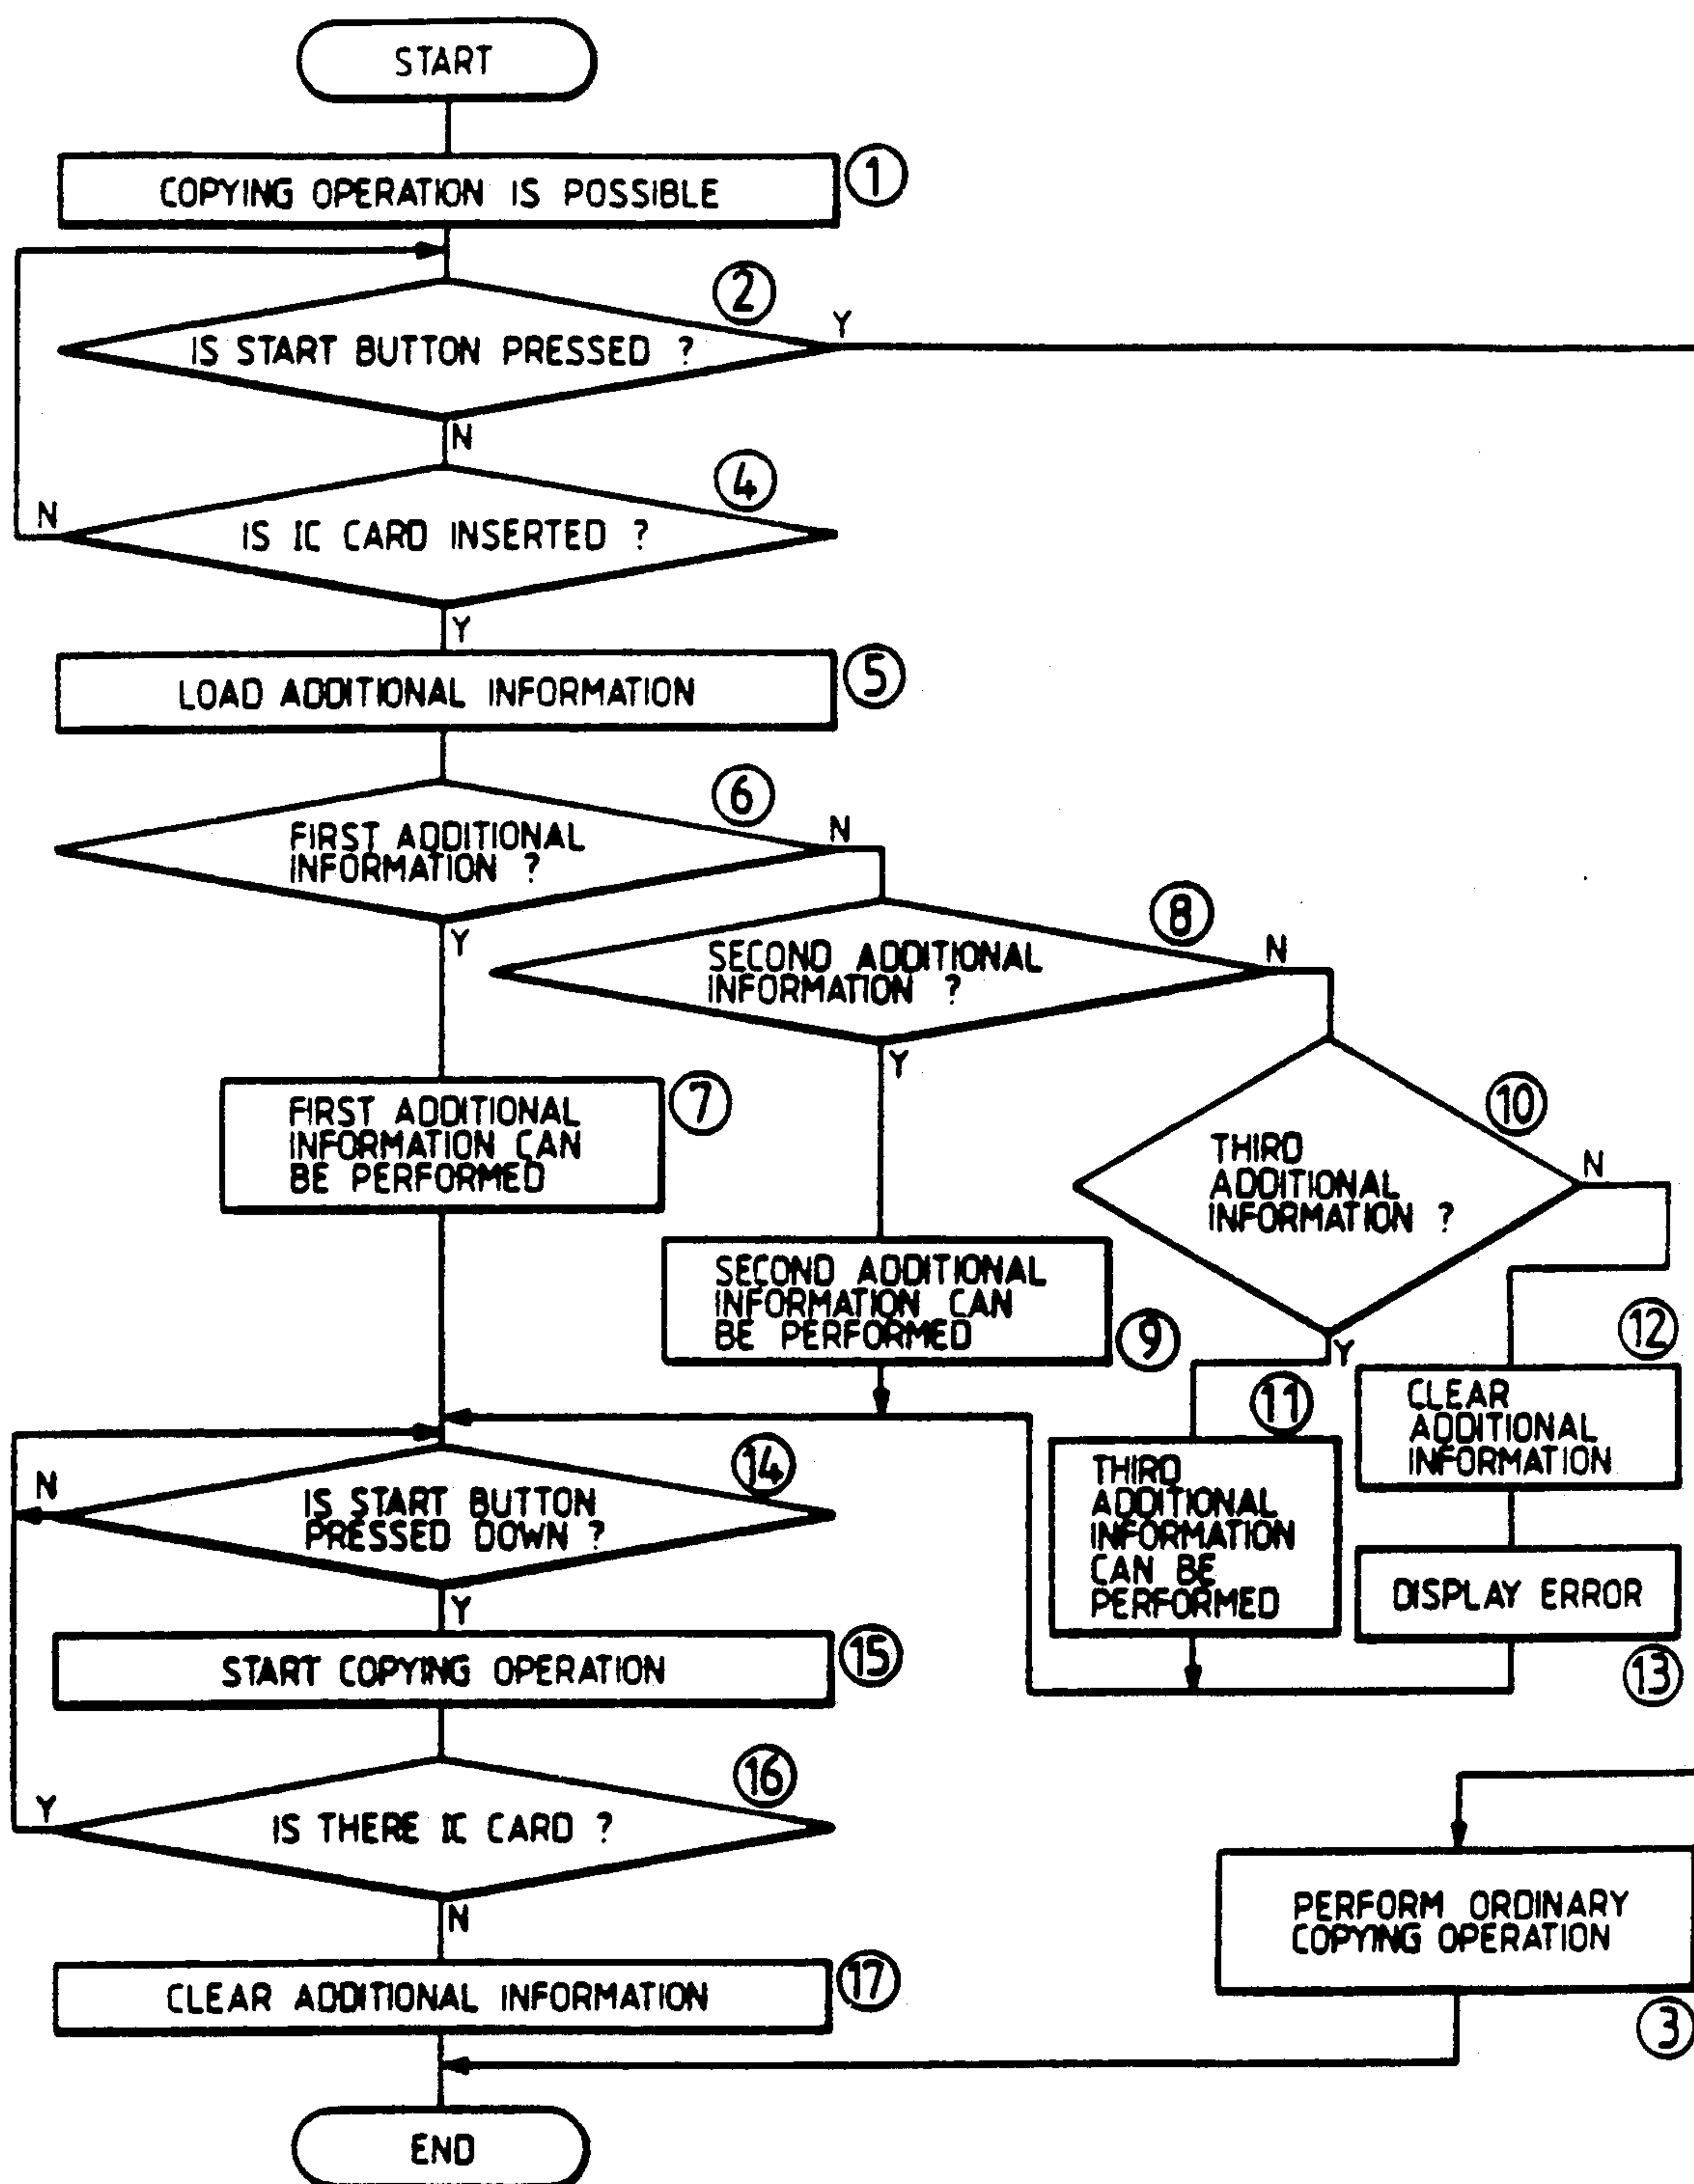 START
COPYING OPERATION IS POSSIBLE
1
2
IS START BUTTON PRESSED ?
Y
N
4
IS IC CARD INSERTED ?
N
Y
LOAD ADDITIONAL INFORMATION
5
6
FIRST ADDITIONAL
INFORMATION ?
N
Y
8
SECOND ADDITIONAL
INFORMATION ?
N
Y
FIRST ADDITIONAL
INFORMATION CAN
BE PERFORMED
7
10
THIRD
ADDITIONAL
INFORMATION ?
N
Y
SECOND ADDITIONAL
INFORMATION CAN
BE PERFORMED
9
11
THIRD
ADDITIONAL
INFORMATION
CAN BE
PERFORMED
12
CLEAR
ADDITIONAL
INFORMATION
DISPLAY ERROR
13
14
IS START BUTTON
PRESSED DOWN ?
N
Y
START COPYING OPERATION
15
16
IS THERE IC CARD ?
Y
N
CLEAR ADDITIONAL INFORMATION
17
PERFORM ORDINARY
COPYING OPERATION
3
END